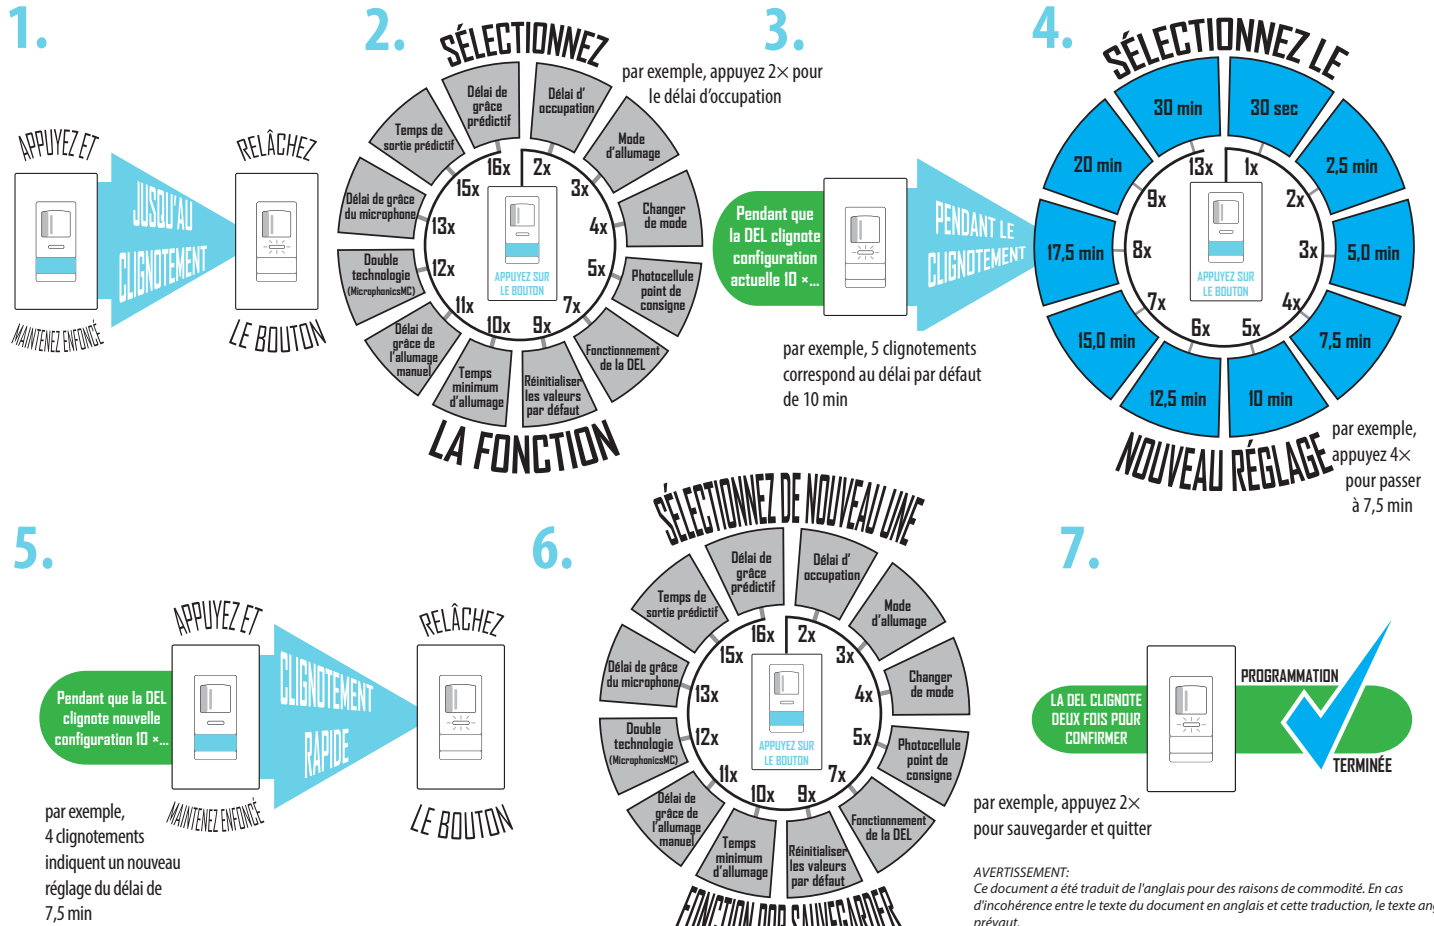 1.
APPUYEZ ET
MAINTENEZ ENFONCÉ
JUSQU'AU
CLIGNOTEMENT
RELÂCHEZ
LE BOUTON
2.
SÉLECTIONNEZ
LA FONCTION
par exemple, appuyez 2× pour
le délai d'occupation
Délai d'
occupation
Mode
d'allumage
Changer
de mode
Photocellule
point de
consigne
Fonctionnement
de la DEL
Réinitialiser
les valeurs
par défaut
Temps
minimum
d'allumage
Délai de
grâce de
l'allumage
manuel
Double
technologie
(MicrophonicsMC)
Délai de grâce
du microphone
Temps de
sortie prédictif
Délai de
grâce
prédictif
2x
3x
4x
5x
7x
9x
10x
11x
12x
13x
15x
16x
APPUYEZ SUR
LE BOUTON
3.
Pendant que
la DEL clignote
configuration
actuelle 10 ×...
PENDANT LE
CLIGNOTEMENT
par exemple, 5 clignotements
correspond au délai par défaut
de 10 min
4.
SÉLECTIONNEZ LE
NOUVEAU RÉGLAGE
30 sec
2,5 min
5,0 min
7,5 min
10 min
12,5 min
15,0 min
17,5 min
20 min
30 min
1x
2x
3x
4x
5x
6x
7x
8x
9x
13x
APPUYEZ SUR
LE BOUTON
par exemple,
appuyez 4×
pour passer
à 7,5 min
5.
Pendant que la DEL
clignote nouvelle
configuration 10 ×...
APPUYEZ ET
MAINTENEZ ENFONCÉ
CLIGNOTEMENT
RAPIDE
RELÂCHEZ
LE BOUTON
par exemple,
4 clignotements
indiquent un nouveau
réglage du délai de
7,5 min
6.
SÉLECTIONNEZ DE NOUVEAU UNE
FONCTION POR SAUVEGARDER
Délai d'
occupation
Mode
d'allumage
Changer
de mode
Photocellule
point de
consigne
Fonctionnement
de la DEL
Réinitialiser
les valeurs
par défaut
Temps
minimum
d'allumage
Délai de
grâce de
l'allumage
manuel
Double
technologie
(MicrophonicsMC)
Délai de grâce
du microphone
Temps de
sortie prédictif
Délai de
grâce
prédictif
2x
3x
4x
5x
7x
9x
10x
11x
12x
13x
15x
16x
APPUYEZ SUR
LE BOUTON
7.
LA DEL CLIGNOTE
DEUX FOIS POUR
CONFIRMER
PROGRAMMATION
TERMINÉE
par exemple, appuyez 2×
pour sauvegarder et quitter
AVERTISSEMENT:
Ce document a été traduit de l'anglais pour des raisons de commodité. En cas
d'incohérence entre le texte du document en anglais et cette traduction, le texte
prévaut.